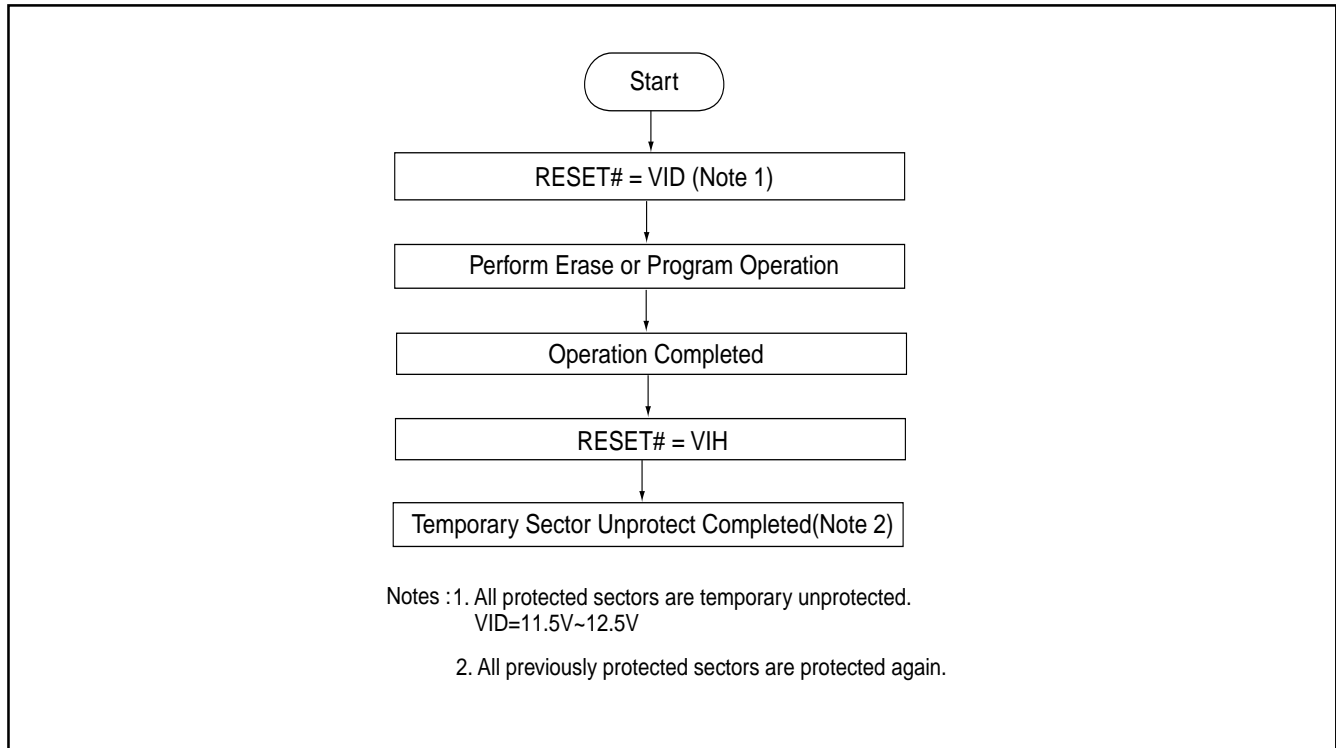 Start
RESET# = VID (Note 1)
Perform Erase or Program Operation
Operation Completed
RESET# = VIH
Temporary Sector Unprotect Completed(Note 2)
Notes : 1. All protected sectors are temporary unprotected.
VID=11.5V~12.5V
2. All previously protected sectors are protected again.